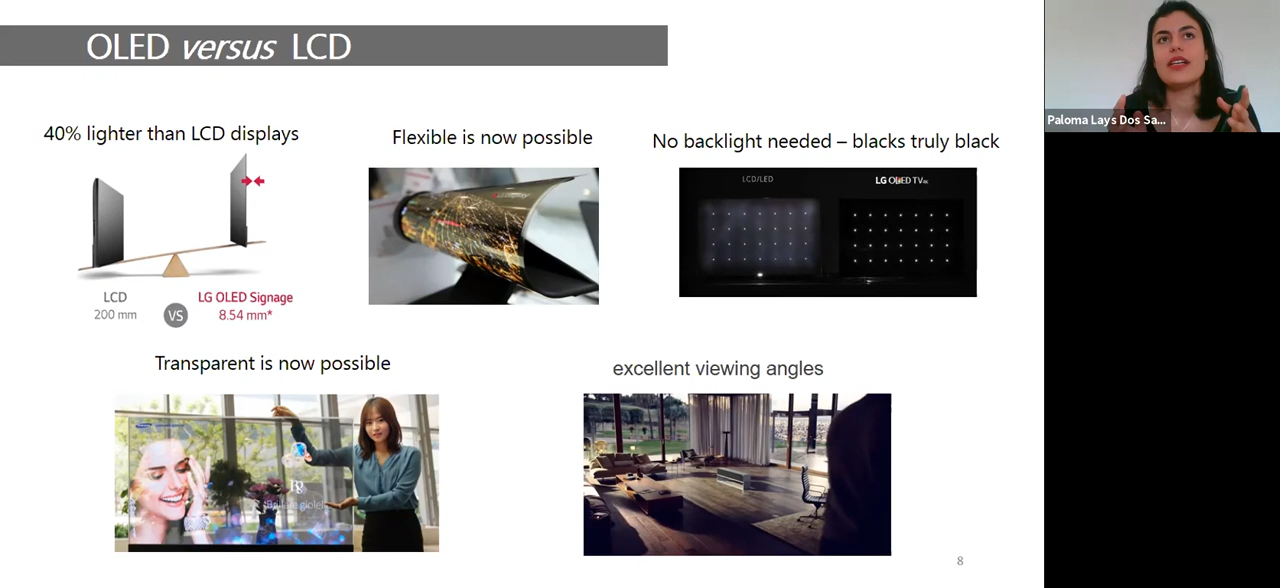 OLED versus LCD
Paloma Lays Dos Sa...
40% lighter than LCD displays
Flexible is now possible
No backlight needed – blacks truly black
LCD/LED
LG OLED TV4K
LCD
200 mm
VS
LG OLED Signage
8.54 mm*
Transparent is now possible
excellent viewing angles
8